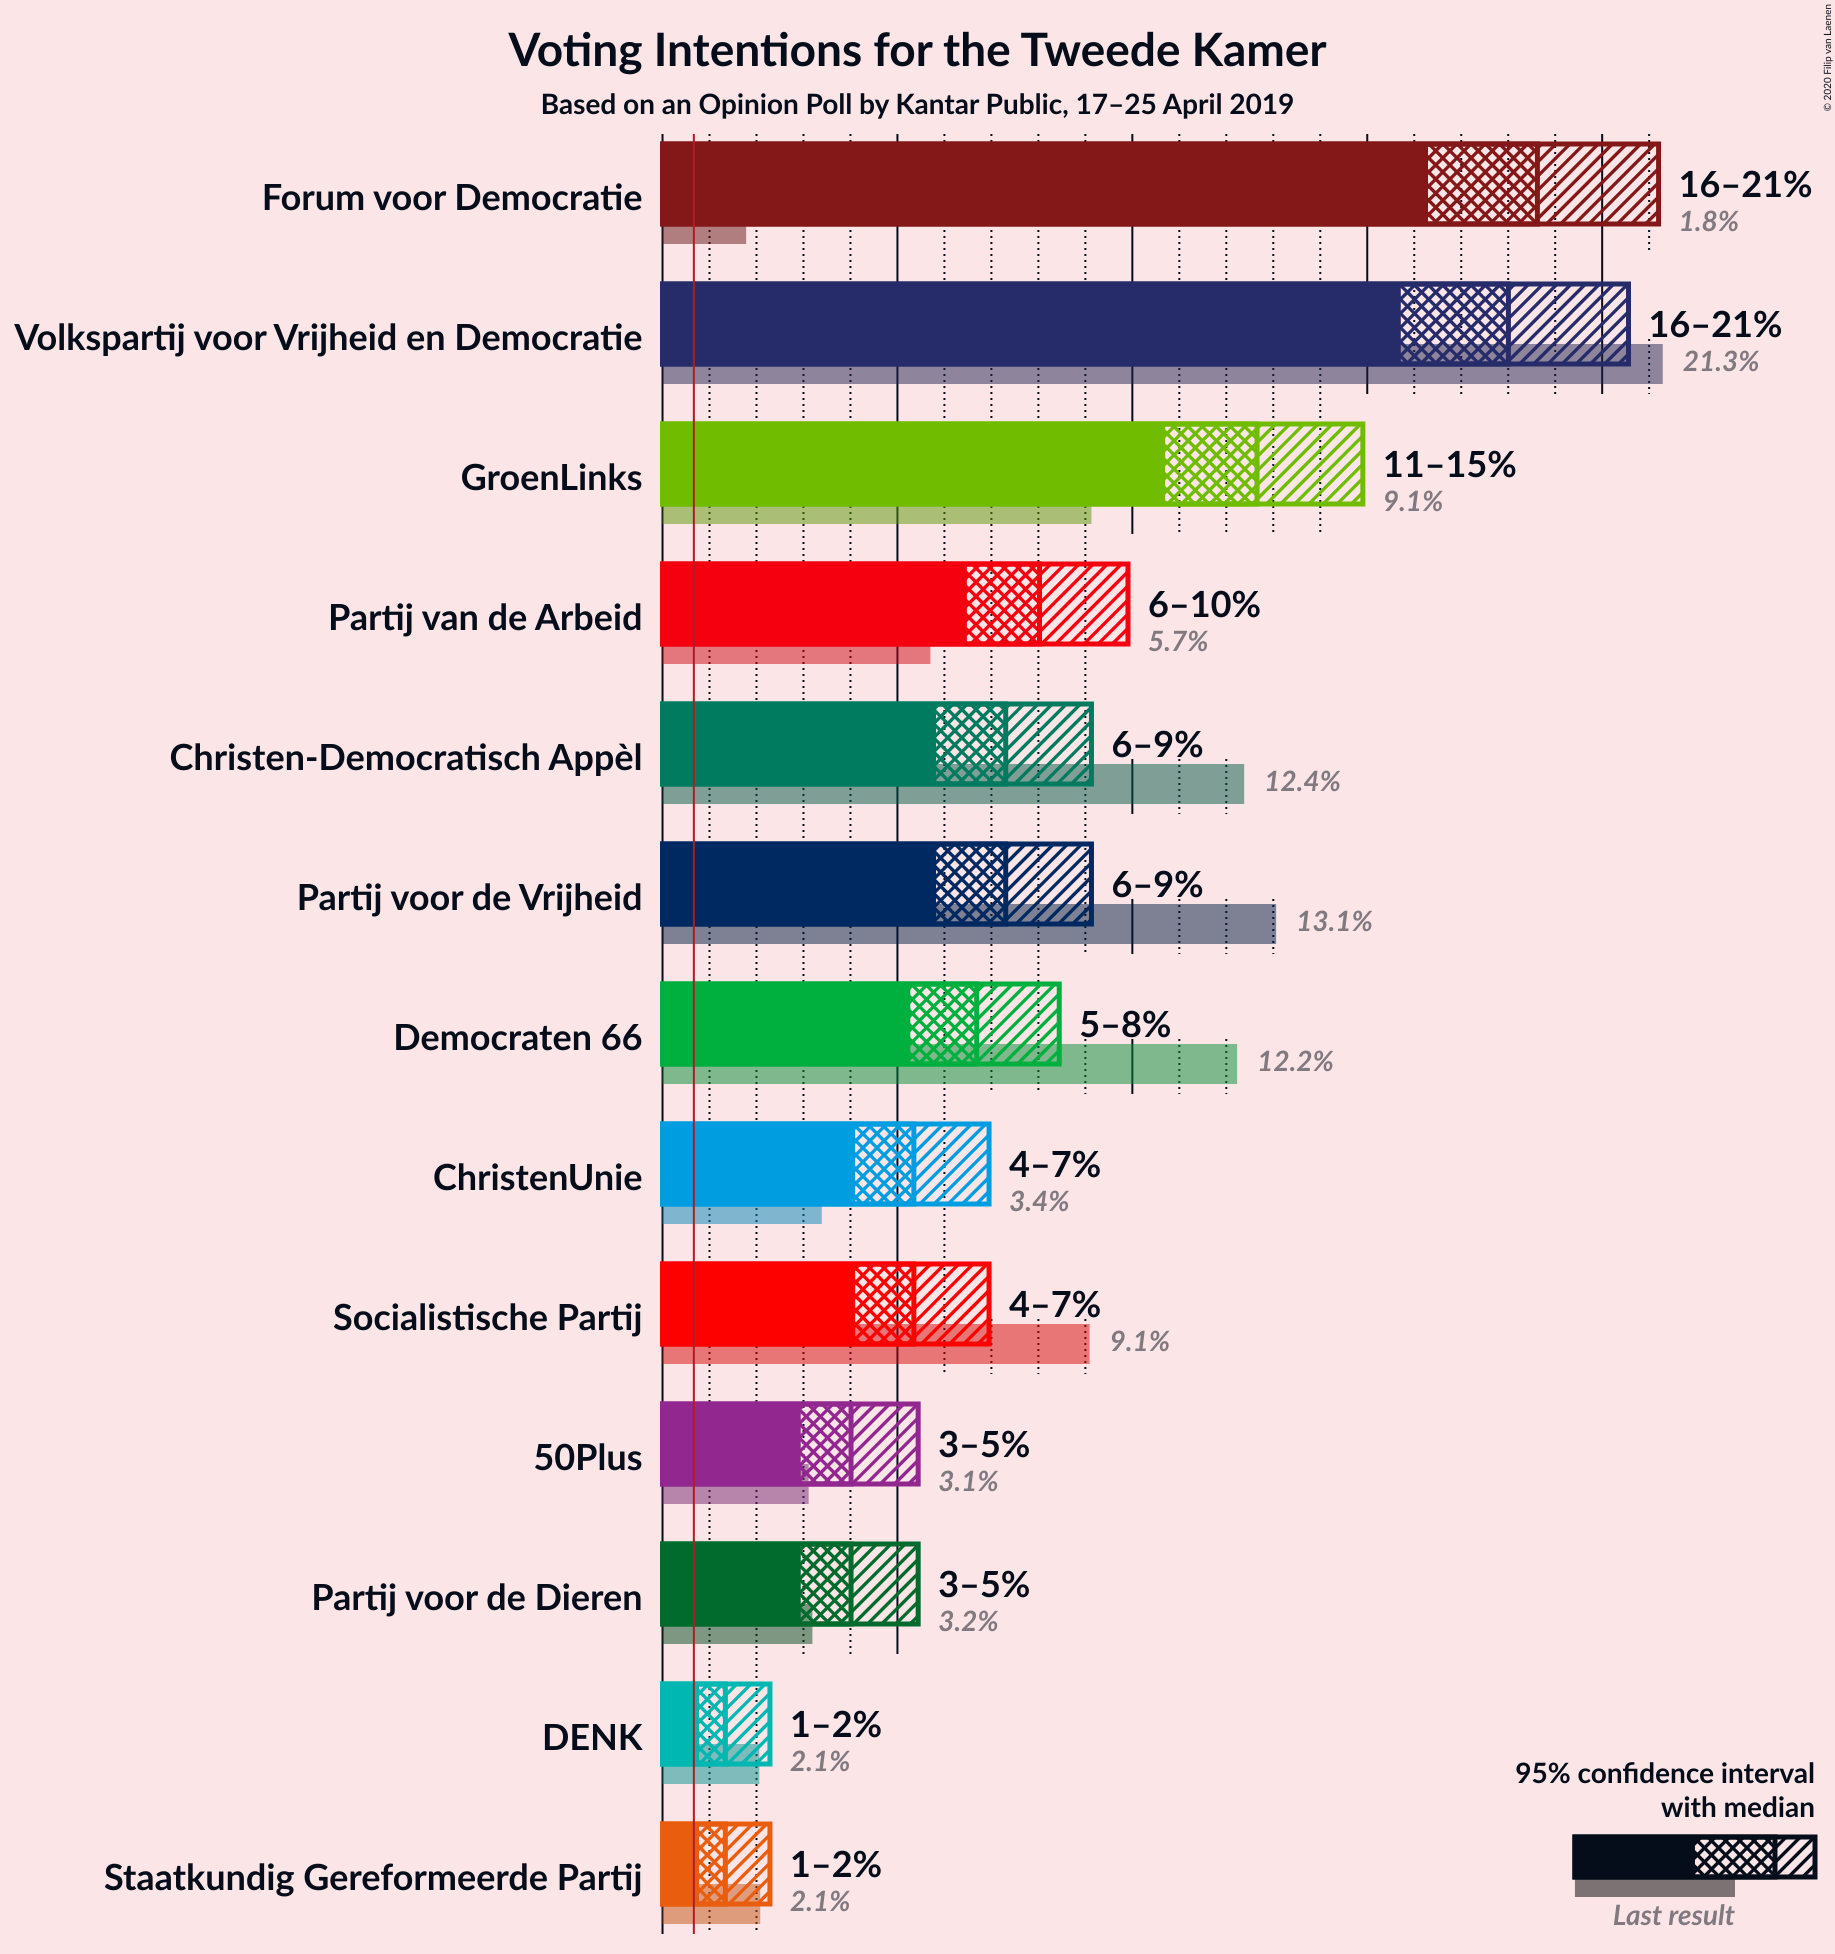 Voting Intentions for the Tweede Kamer
Based on an Opinion Poll by Kantar Public, 17–25 April 2019
© 2020 Filip van Laenen
Forum voor Democratie
16–21%
1.8%
Volkspartij voor Vrijheid en Democratie
16–21%
21.3%
GroenLinks
11–15%
9.1%
Partij van de Arbeid
6–10%
5.7%
Christen-Democratisch Appèl
6–9%
12.4%
Partij voor de Vrijheid
6–9%
13.1%
Democraten 66
5–8%
12.2%
ChristenUnie
4–7%
3.4%
Socialistische Partij
4–7%
9.1%
50Plus
3–5%
3.1%
Partij voor de Dieren
3–5%
3.2%
DENK
1–2%
2.1%
Staatkundig Gereformeerde Partij
1–2%
2.1%
95% confidence interval
with median
Last result